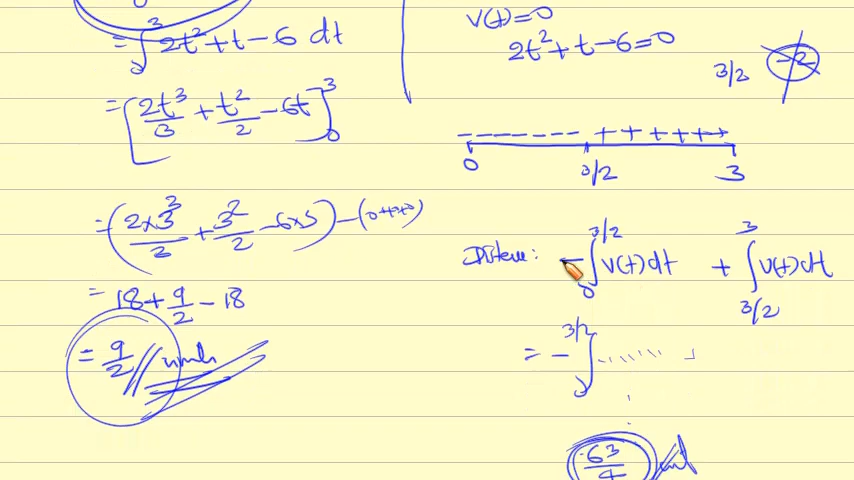 = ∫₀³ 2t² + t − 6 dt
= [2t³/3 + t²/2 − 6t]₀³
= (2×3³/3 + 3²/2 − 6×3) − (0+0+0)
= 18 + 9/2 − 18
= 9/2 // units
v(t) = 0
2t² + t − 6 = 0
3/2 −2
− − − − − − − + + + + + →
0 3/2 3
Distance: − ∫₀^{3/2} v(t) dt + ∫_{3/2}^3 v(t) dt
= − ∫₀^{3/2} ........
63/4 unit